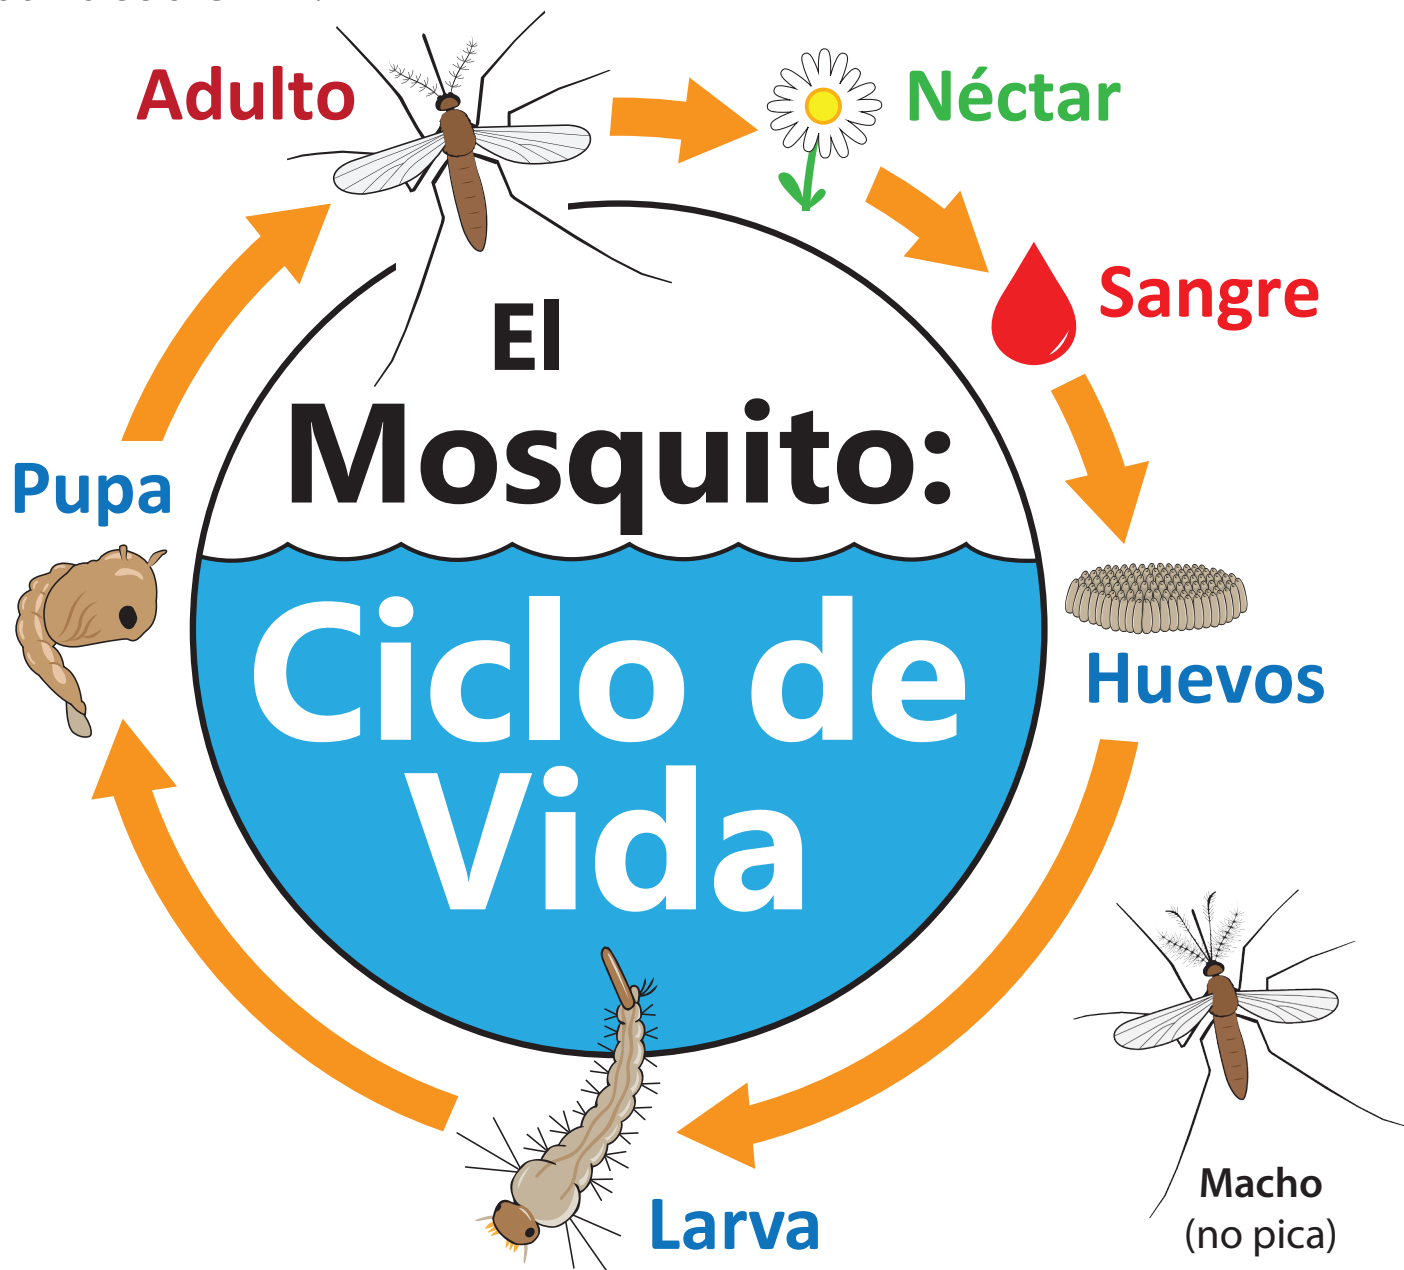 Adulto
Néctar
Sangre
El
Mosquito:
Pupa
Ciclo de
Vida
Huevos
Larva
Macho
(no pica)